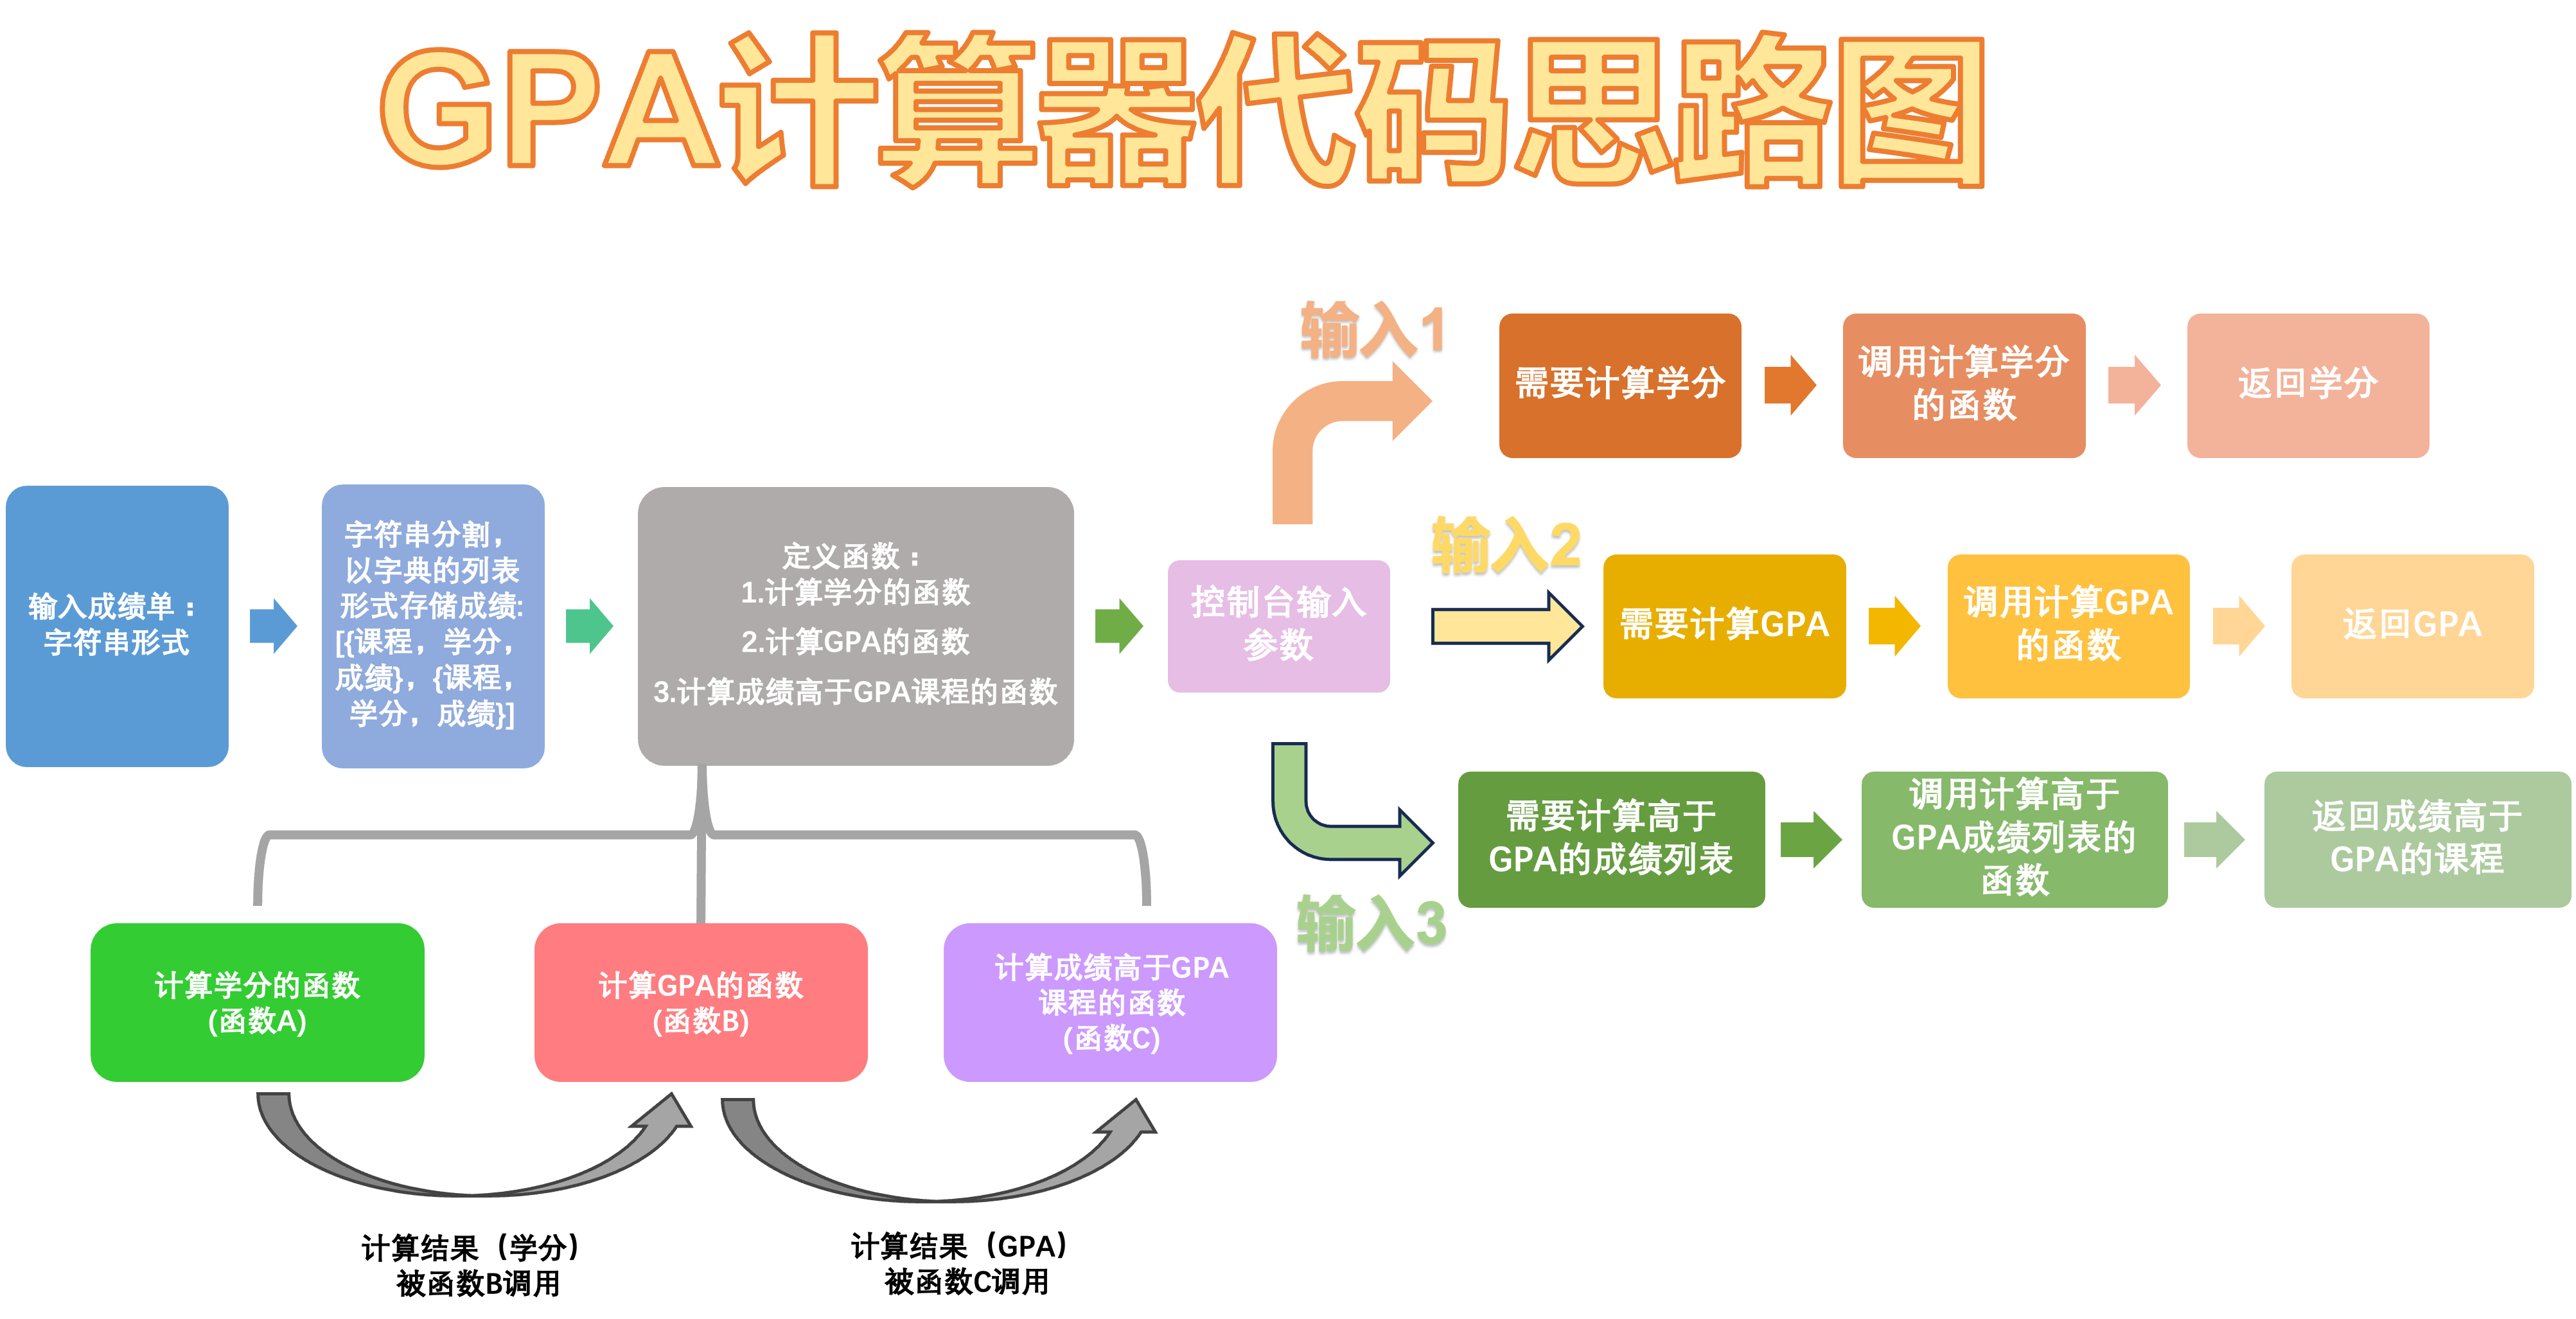 GPA计算器代码思路图
输入成绩单：
字符串形式
字符串分割，
以字典的列表
形式存储成绩:
[{课程，学分，
成绩}，{课程，
学分，成绩}]
定义函数：
1.计算学分的函数
2.计算GPA的函数
3.计算成绩高于GPA课程的函数
计算学分的函数
(函数A)
计算GPA的函数
(函数B)
计算成绩高于GPA
课程的函数
(函数C)
计算结果（学分）
被函数B调用
计算结果（GPA）
被函数C调用
控制台输入
参数
输入1
需要计算学分
调用计算学分
的函数
返回学分
输入2
需要计算GPA
调用计算GPA
的函数
返回GPA
输入3
需要计算高于
GPA的成绩列表
调用计算高于
GPA成绩列表的
函数
返回成绩高于
GPA的课程